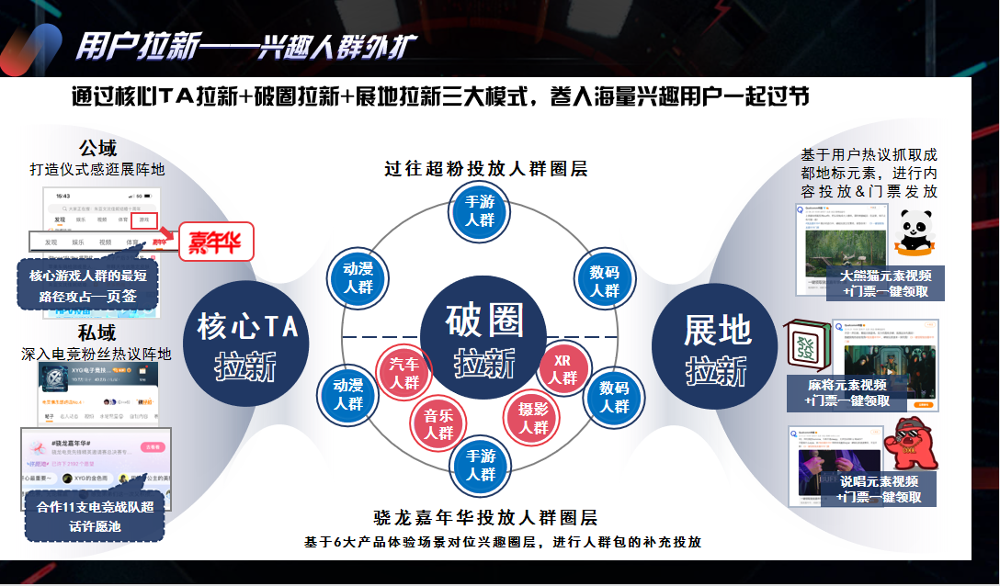 用户拉新——兴趣人群外扩
通过核心TA拉新+破圈拉新+展地拉新三大模式，卷入海量兴趣用户一起过节
公域
打造仪式感逛展阵地
15:43
发现 娱乐 视频 体育 游戏
发现 娱乐 视频 体育
嘉年华
核心游戏人群的最短
路径攻占一页签
私域
深入电竞粉丝热议阵地
XYG电子竞技
#骁龙嘉年华#
XYG的金色雨
合作11支电竞战队超
话许愿池
核心TA
拉新
过往超粉投放人群圈层
手游
人群
动漫
人群
数码
人群
破圈
拉新
汽车
人群
XR
人群
动漫
人群
数码
人群
音乐
人群
摄影
人群
手游
人群
骁龙嘉年华投放人群圈层
基于6大产品体验场景对位兴趣圈层，进行人群包的补充投放
展地
拉新
基于用户热议抓取成
都地标元素，进行内
容投放&门票发放
大熊猫元素视频
+门票一键领取
發
麻将元素视频
+门票一键领取
说唱元素视频
+门票一键领取